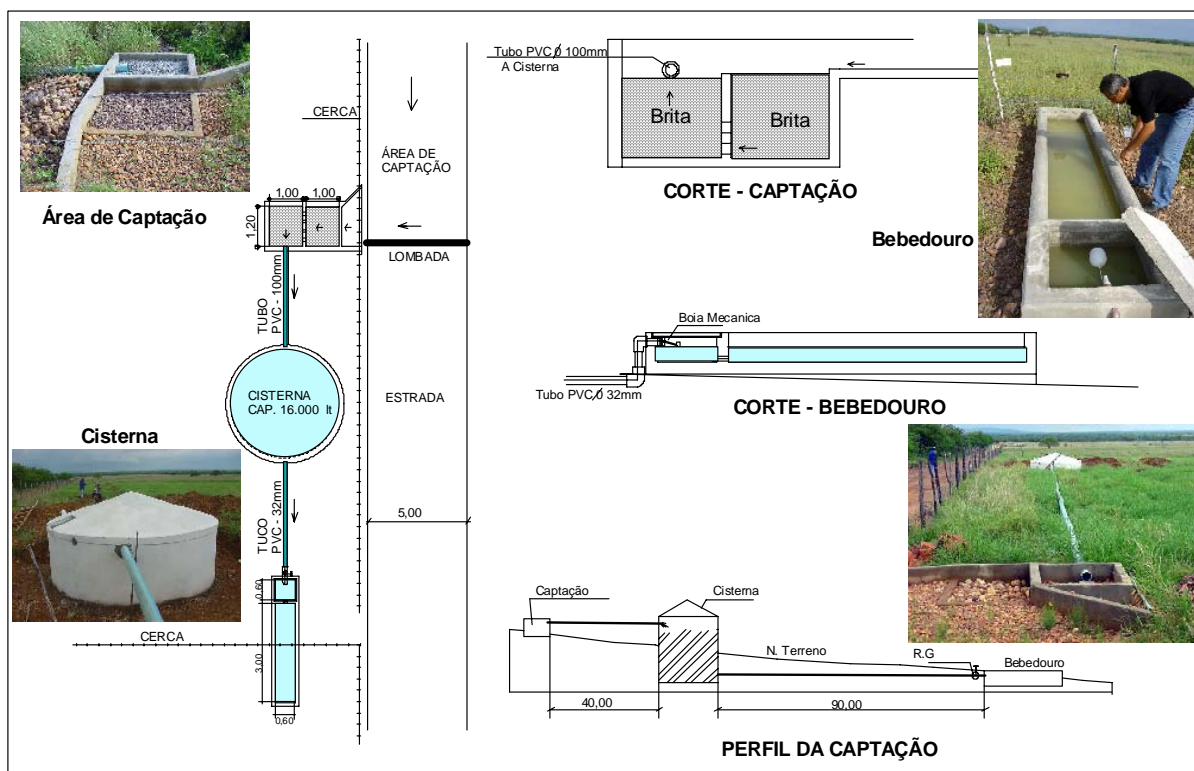 Área de Captação
CERCA
ÁREA DE
CAPTAÇÃO
1,00
1,00
1,20
LOMBADA
TUBO
PVC - 100mm
CISTERNA
CAP. 16.000 lt
ESTRADA
Cisterna
TUCO
PVC - 32mm
5,00
0,60
CERCA
3,00
0,60
Tubo PVC Ø 100mm
A Cisterna
Brita
Brita
CORTE - CAPTAÇÃO
Bebedouro
Boia Mecanica
Tubo PVC Ø 32mm
CORTE - BEBEDOURO
Captação
Cisterna
N. Terreno
R.G
Bebedouro
40,00
90,00
PERFIL DA CAPTAÇÃO